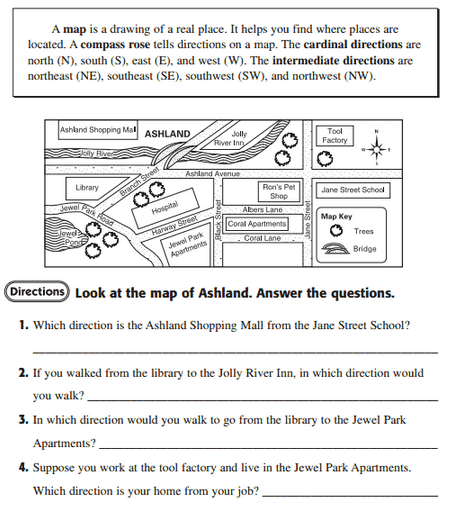 A map is a drawing of a real place. It helps you find where places are
located. A compass rose tells directions on a map. The cardinal directions are
north (N), south (S), east (E), and west (W). The intermediate directions are
northeast (NE), southeast (SE), southwest (SW), and northwest (NW).
Ashland Shopping Mall
ASHLAND
Jolly
River Inn
Tool
Factory
N
W
E
S
Jolly River
Branch Street
Ashland Avenue
Library
Hospital
Ron's Pet
Shop
Jane Street School
Jewel Park Road
Harway Street
Black Street
Albers Lane
Jane Street
Map Key
Jewel
Pond
Jewel Park
Apartments
Coral Apartments
Coral Lane
Trees
Bridge
Directions Look at the map of Ashland. Answer the questions.
1. Which direction is the Ashland Shopping Mall from the Jane Street School?
2. If you walked from the library to the Jolly River Inn, in which direction would
you walk?
3. In which direction would you walk to go from the library to the Jewel Park
Apartments?
4. Suppose you work at the tool factory and live in the Jewel Park Apartments.
Which direction is your home from your job?